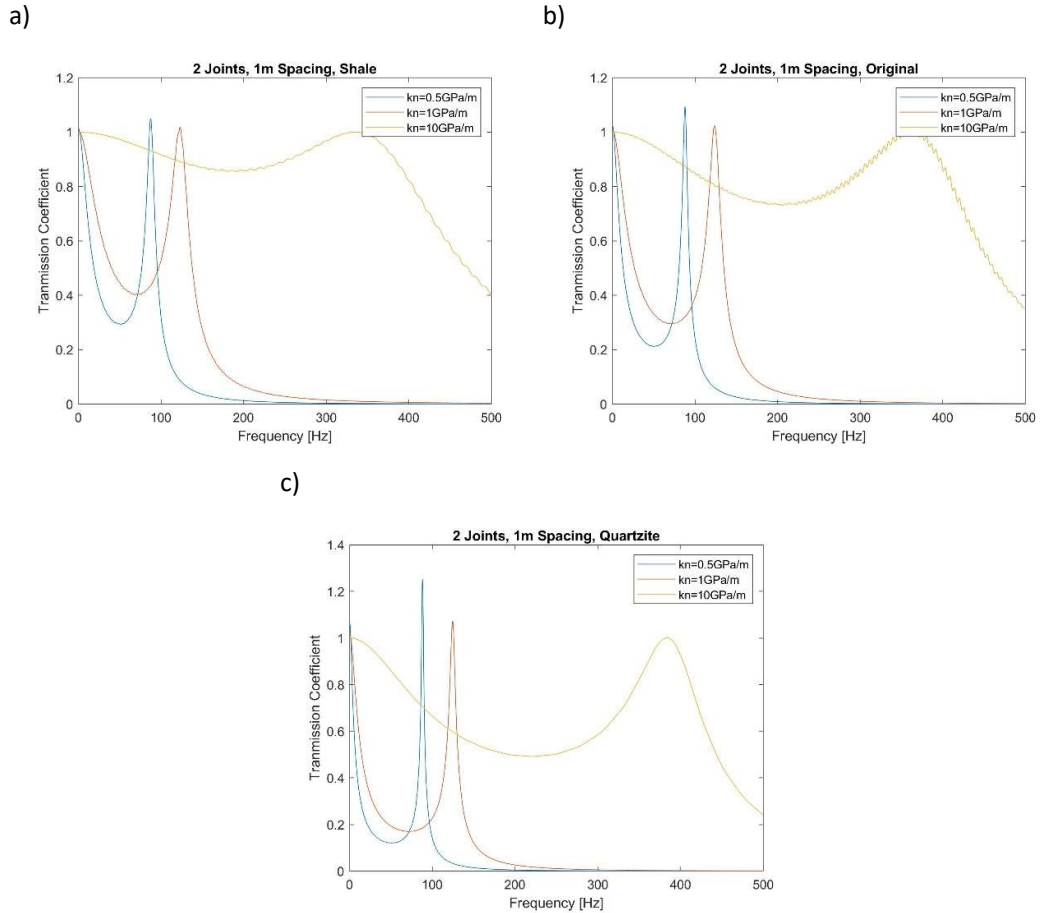 a)
2 Joints, 1m Spacing, Shale
1.2
1
0.8
0.6
0.4
0.2
0
Tranmission Coefficient
kn=0.5GPa/m
kn=1GPa/m
kn=10GPa/m
0 100 200 300 400 500
Frequency [Hz]
b)
2 Joints, 1m Spacing, Original
1.2
1
0.8
0.6
0.4
0.2
0
Tranmission Coefficient
kn=0.5GPa/m
kn=1GPa/m
kn=10GPa/m
0 100 200 300 400 500
Frequency [Hz]
c)
2 Joints, 1m Spacing, Quartzite
1.4
1.2
1
0.8
0.6
0.4
0.2
0
Tranmission Coefficient
kn=0.5GPa/m
kn=1GPa/m
kn=10GPa/m
0 100 200 300 400 500
Frequency [Hz]